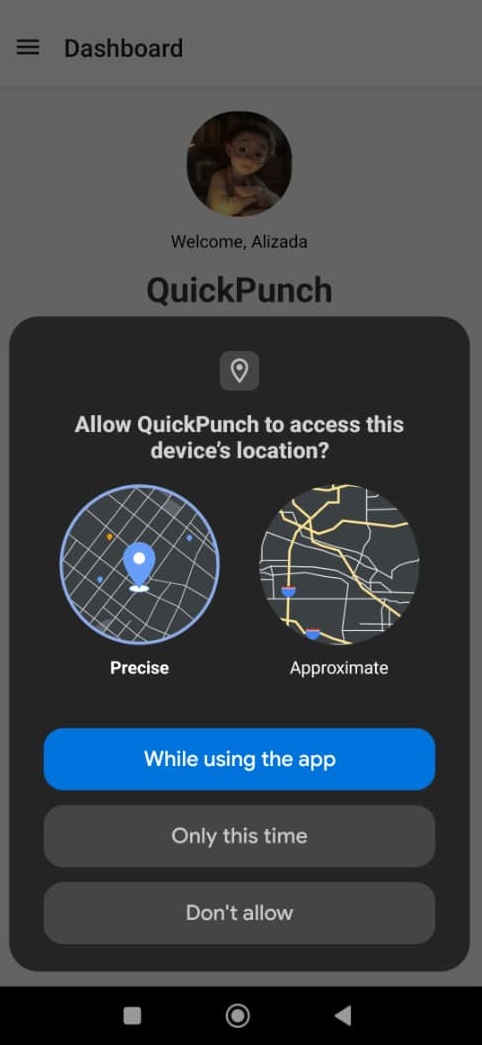 Dashboard
Welcome, Alizada
QuickPunch
Allow QuickPunch to access this
device's location?
Precise
Approximate
While using the app
Only this time
Don't allow